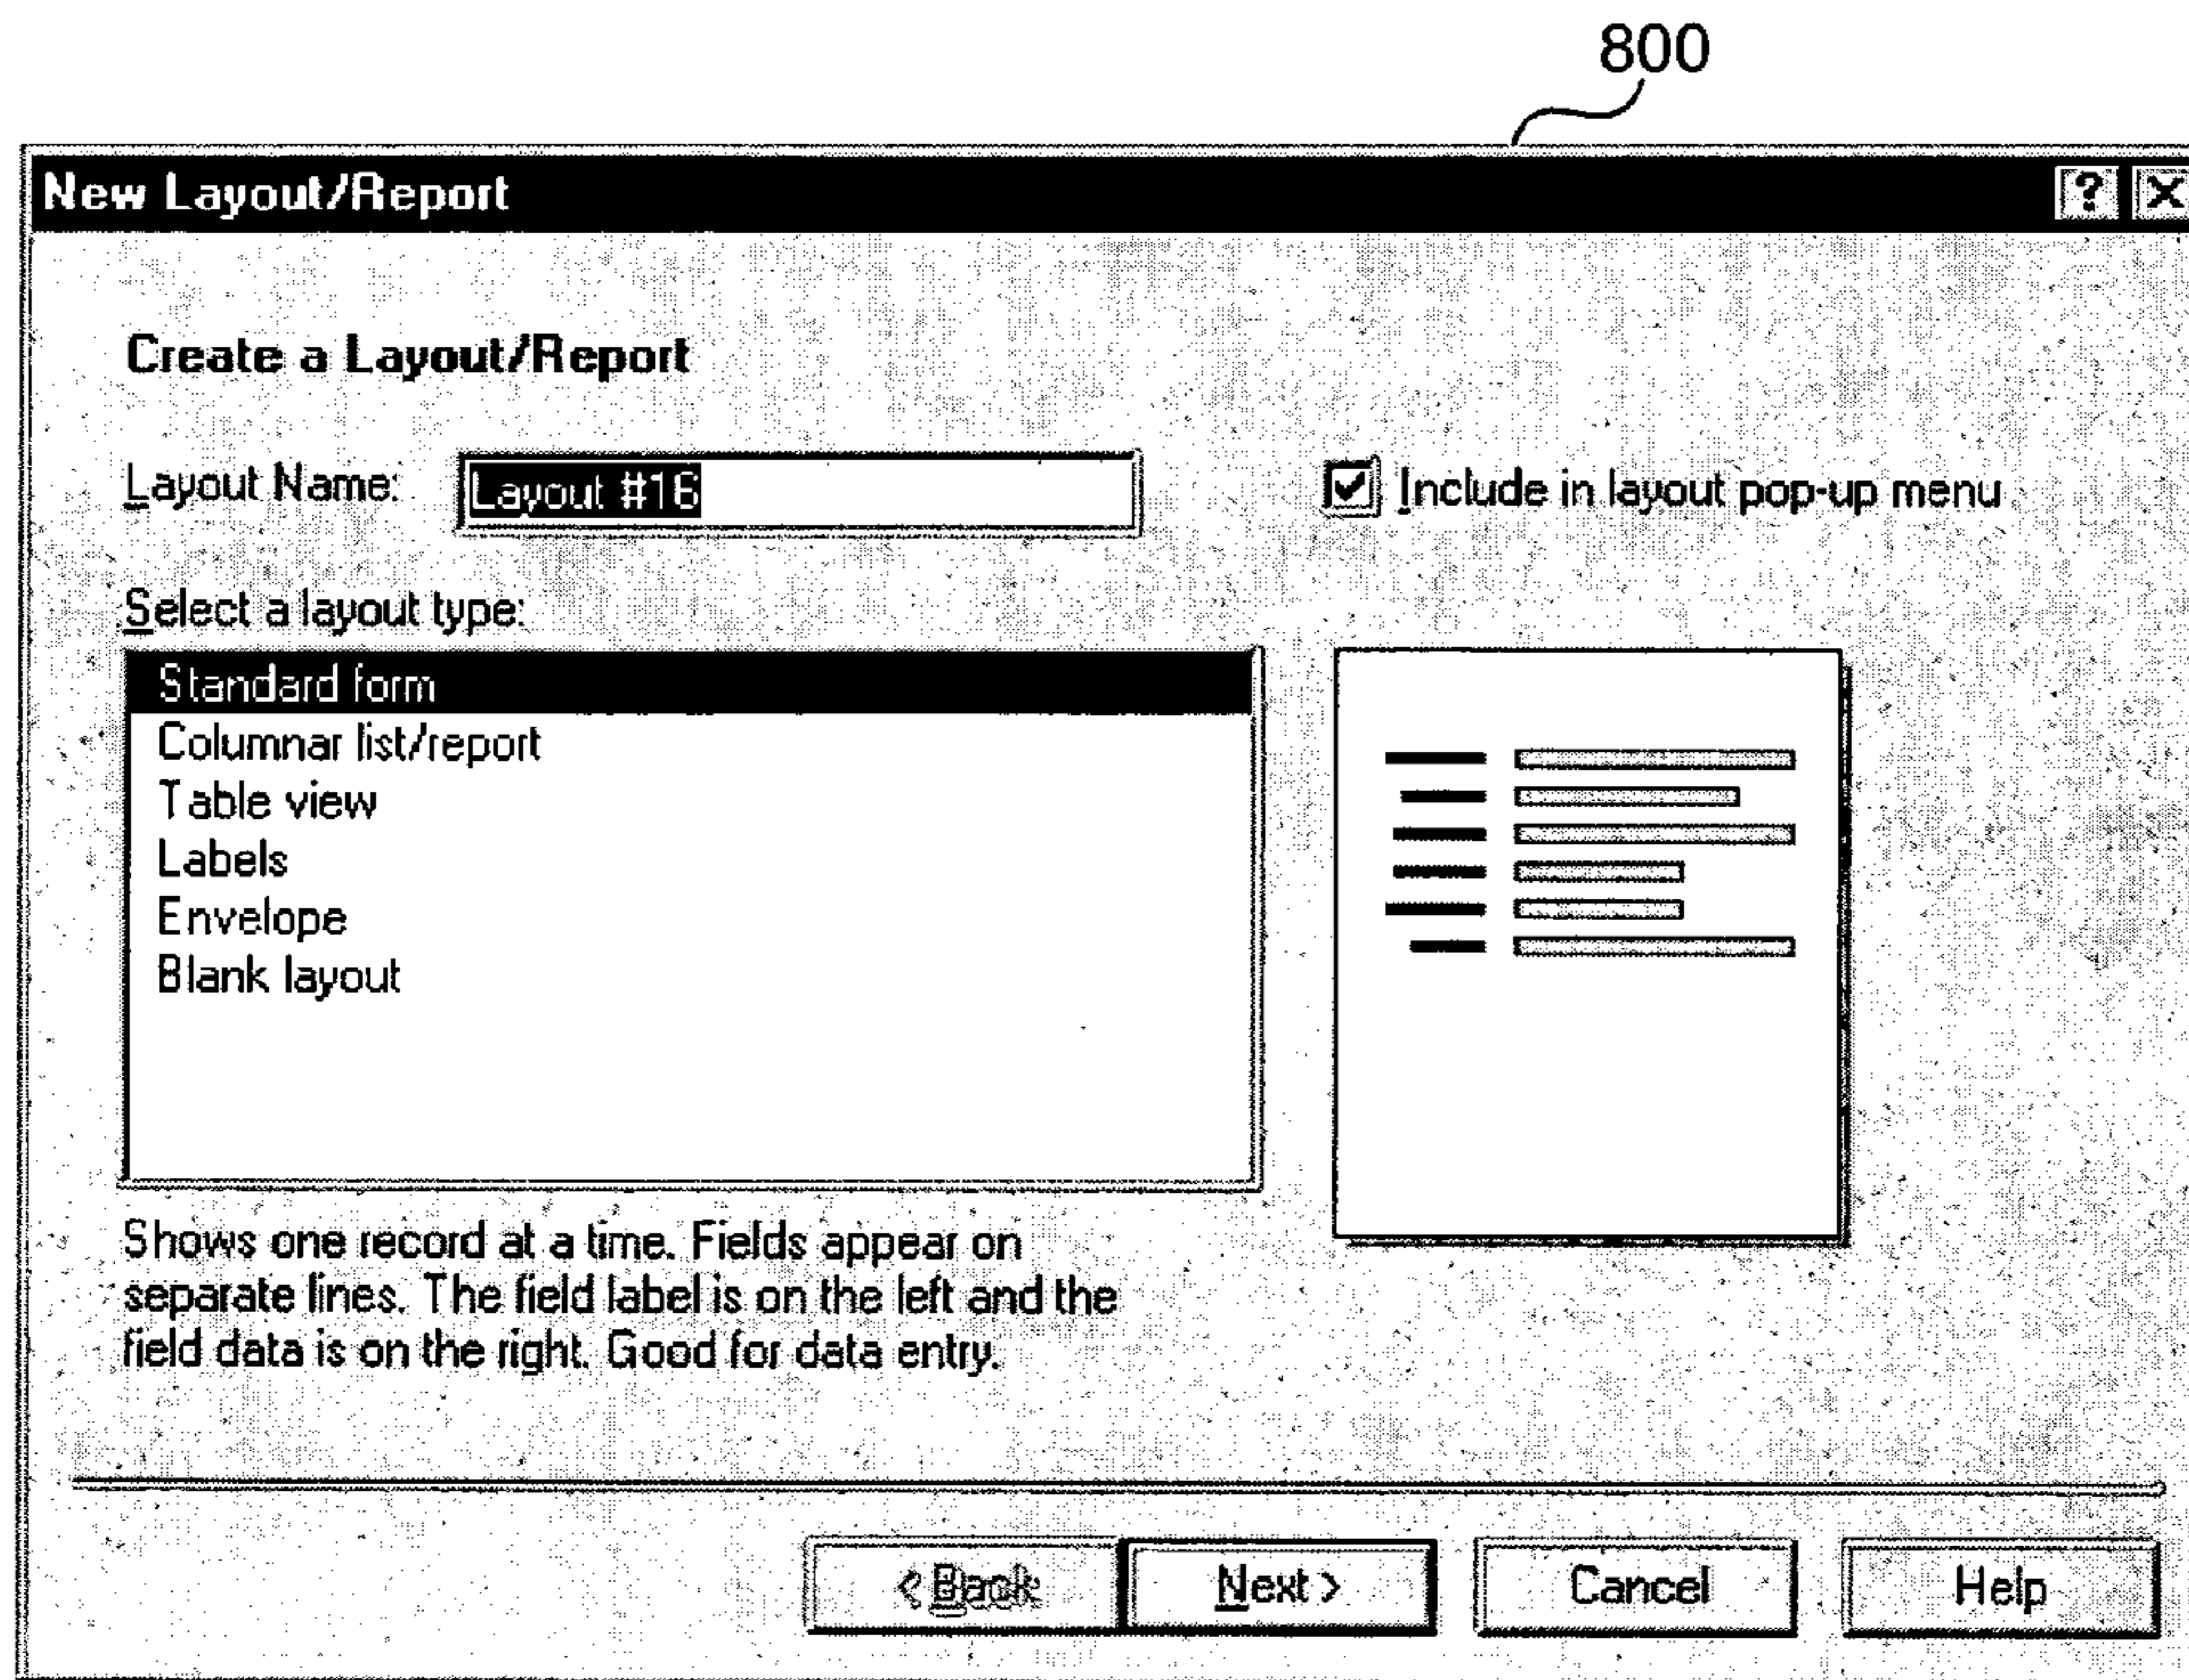 800
New Layout/Report
Create a Layout/Report
Layout Name: Layout #16
Include in layout pop-up menu
Select a layout type:
Standard form
Columnar list/report
Table view
Labels
Envelope
Blank layout
Shows one record at a time. Fields appear on
separate lines. The field label is on the left and the
field data is on the right. Good for data entry.
< Back Next > Cancel Help